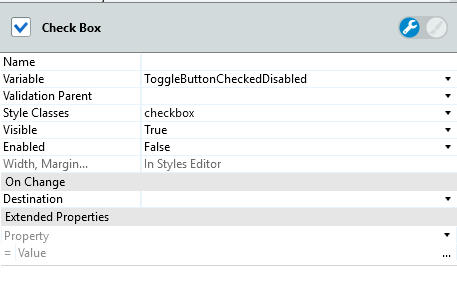 Check Box
Name
Variable ToggleButtonCheckedDisabled
Validation Parent
Style Classes checkbox
Visible True
Enabled False
Width, Margin... In Styles Editor
On Change
Destination
Extended Properties
Property
= Value ...